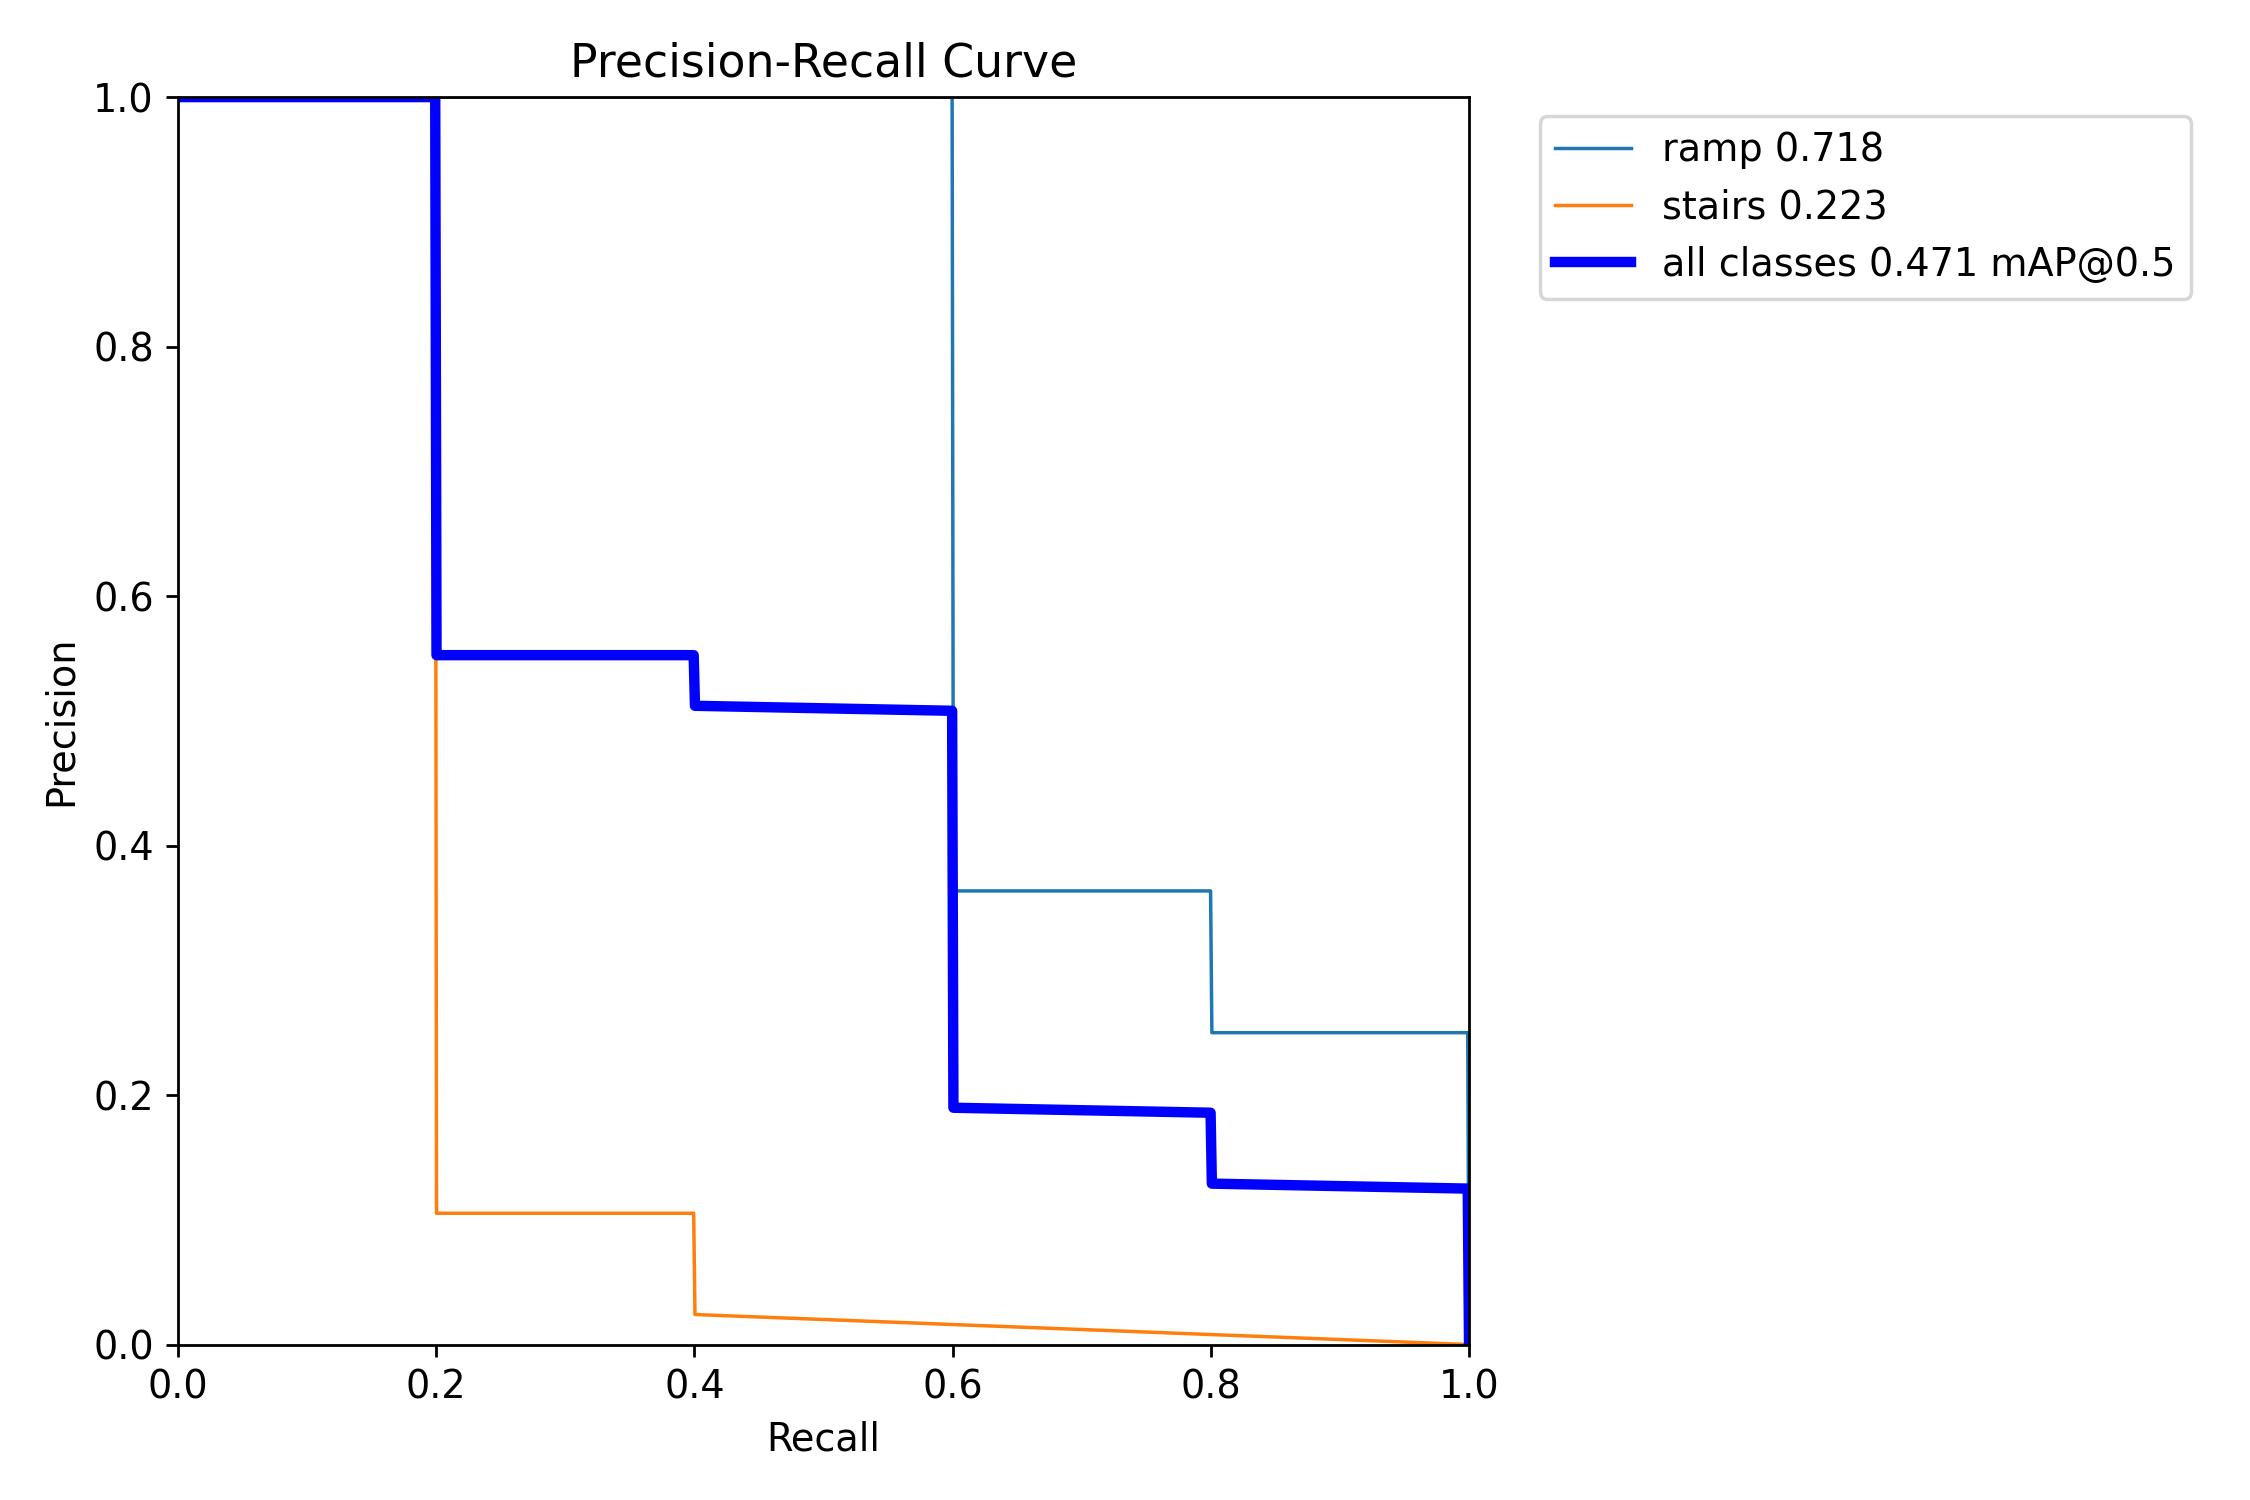 Precision-Recall Curve
1.0
0.8
0.6
0.4
0.2
0.0
Precision
0.0 0.2 0.4 0.6 0.8 1.0
Recall
ramp 0.718
stairs 0.223
all classes 0.471 mAP@0.5